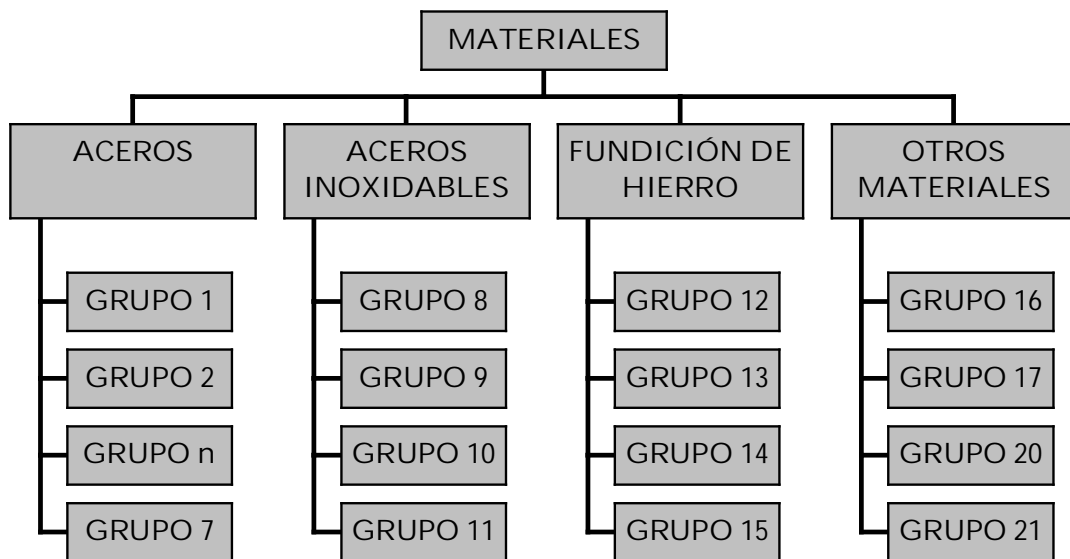 MATERIALES
ACEROS
ACEROS
INOXIDABLES
FUNDICIÓN DE
HIERRO
OTROS
MATERIALES
GRUPO 1
GRUPO 8
GRUPO 12
GRUPO 16
GRUPO 2
GRUPO 9
GRUPO 13
GRUPO 17
GRUPO n
GRUPO 10
GRUPO 14
GRUPO 20
GRUPO 7
GRUPO 11
GRUPO 15
GRUPO 21